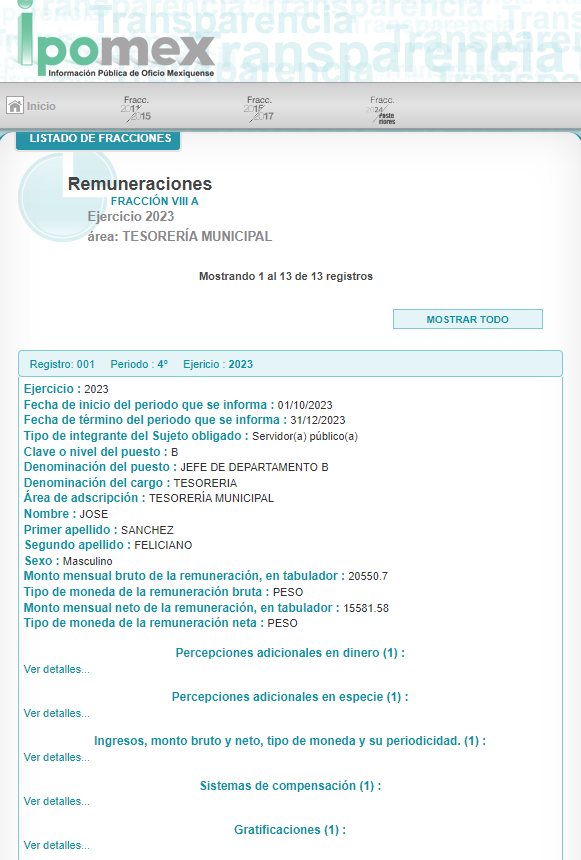 Transparencia
ipomex
Información Pública de Oficio Mexiquense
Inicio
Fracc.
2011
/2015
Fracc.
2015
/2017
Fracc.
2024
/Poste
riores
LISTADO DE FRACCIONES
Remuneraciones
FRACCIÓN VIII A
Ejercicio 2023
área: TESORERÍA MUNICIPAL
Mostrando 1 al 13 de 13 registros
MOSTRAR TODO
Registro: 001 Periodo : 4º Ejericio : 2023
Ejercicio : 2023
Fecha de inicio del periodo que se informa : 01/10/2023
Fecha de término del periodo que se informa : 31/12/2023
Tipo de integrante del Sujeto obligado : Servidor(a) público(a)
Clave o nivel del puesto : B
Denominación del puesto : JEFE DE DEPARTAMENTO B
Denominación del cargo : TESORERIA
Área de adscripción : TESORERÍA MUNICIPAL
Nombre : JOSE
Primer apellido : SANCHEZ
Segundo apellido : FELICIANO
Sexo : Masculino
Monto mensual bruto de la remuneración, en tabulador : 20550.7
Tipo de moneda de la remuneración bruta : PESO
Monto mensual neto de la remuneración, en tabulador : 15581.58
Tipo de moneda de la remuneración neta : PESO
Percepciones adicionales en dinero (1) :
Ver detalles...
Percepciones adicionales en especie (1) :
Ver detalles...
Ingresos, monto bruto y neto, tipo de moneda y su periodicidad. (1) :
Ver detalles...
Sistemas de compensación (1) :
Ver detalles...
Gratificaciones (1) :
Ver detalles...